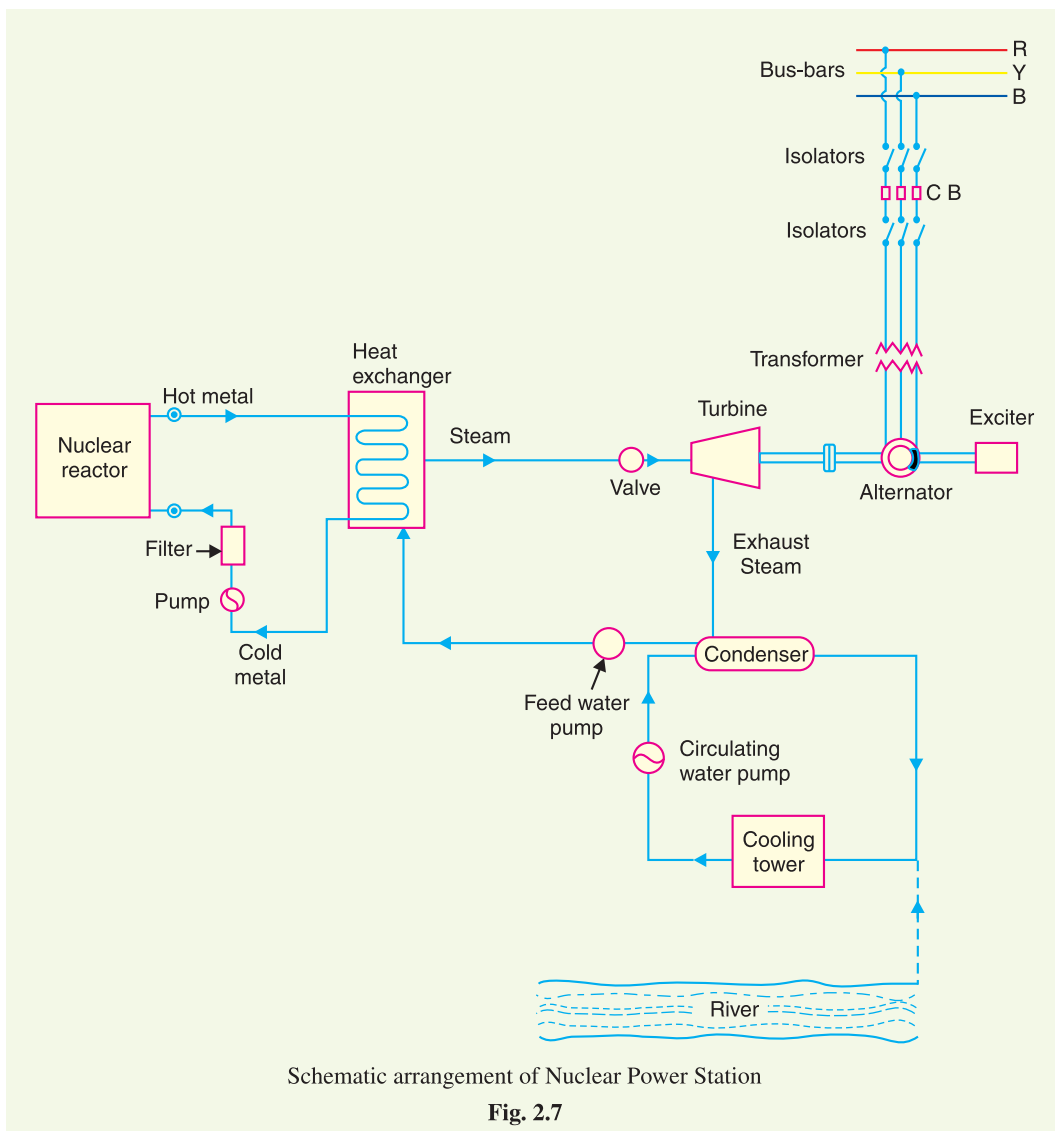 R
Bus-bars
Y
B
Isolators
C B
Isolators
Transformer
Heat
exchanger
Hot metal
Turbine
Exciter
Nuclear
reactor
Steam
Valve
Alternator
Filter
Exhaust
Steam
Pump
Cold
metal
Condenser
Feed water
pump
Circulating
water pump
Cooling
tower
River
Schematic arrangement of Nuclear Power Station
Fig. 2.7